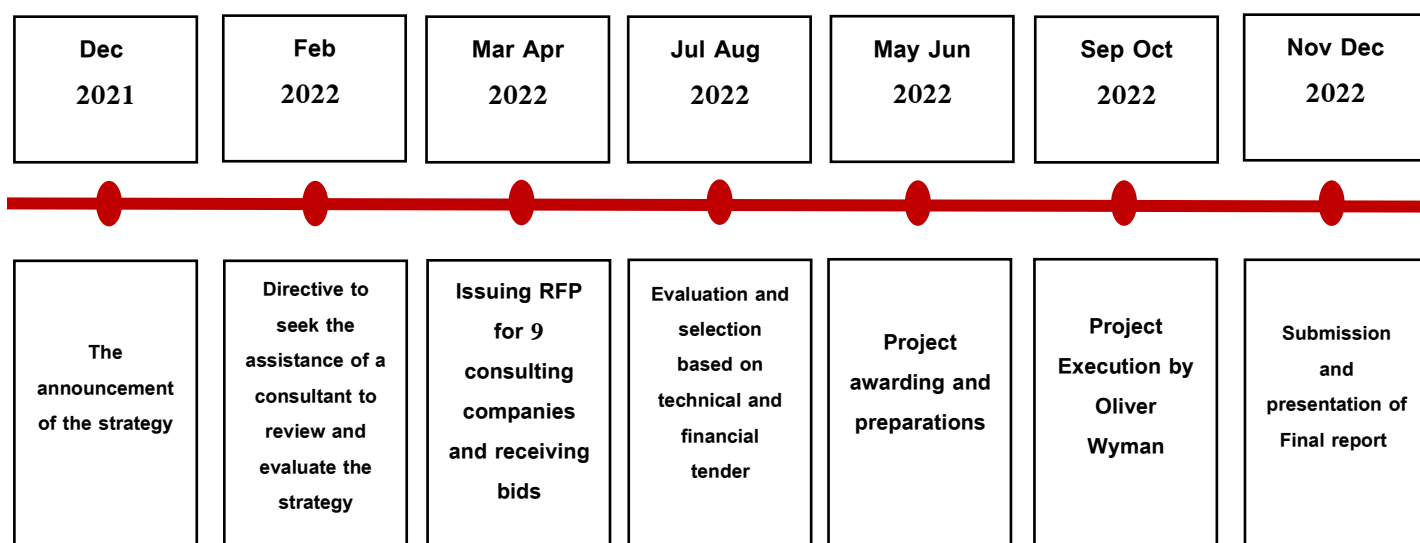 Dec
2021
Feb
2022
Mar Apr
2022
Jul Aug
2022
May Jun
2022
Sep Oct
2022
Nov Dec
2022
The
announcement
of the strategy
Directive to
seek the
assistance of a
consultant to
review and
evaluate the
strategy
Issuing RFP
for 9
consulting
companies
and receiving
bids
Evaluation and
selection
based on
technical and
financial
tender
Project
awarding and
preparations
Project
Execution by
Oliver
Wyman
Submission
and
presentation of
Final report